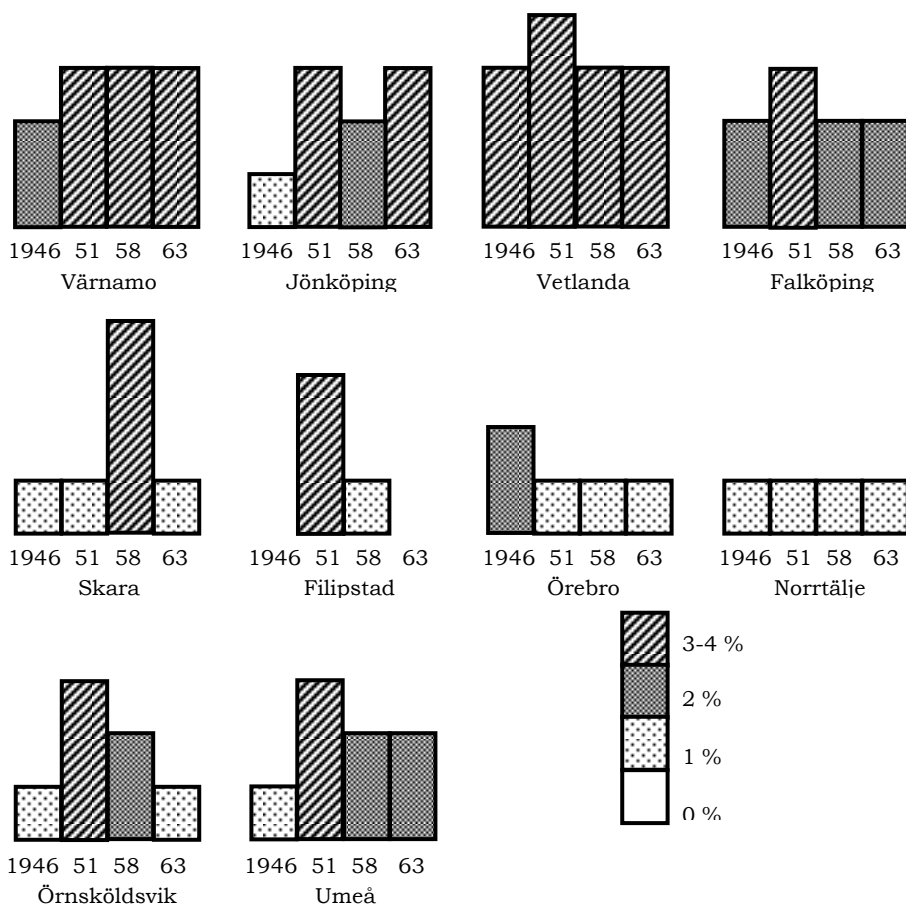 1946 51 58 63 1946 51 58 63 1946 51 58 63 1946 51 58 63
Värnamo Jönköping Vetlanda Falköping
1946 51 58 63 1946 51 58 63 1946 51 58 63 1946 51 58 63
Skara Filipstad Örebro Norrtälje
3-4 %
2 %
1 %
0 %
1946 51 58 63 1946 51 58 63
Örnsköldsvik Umeå